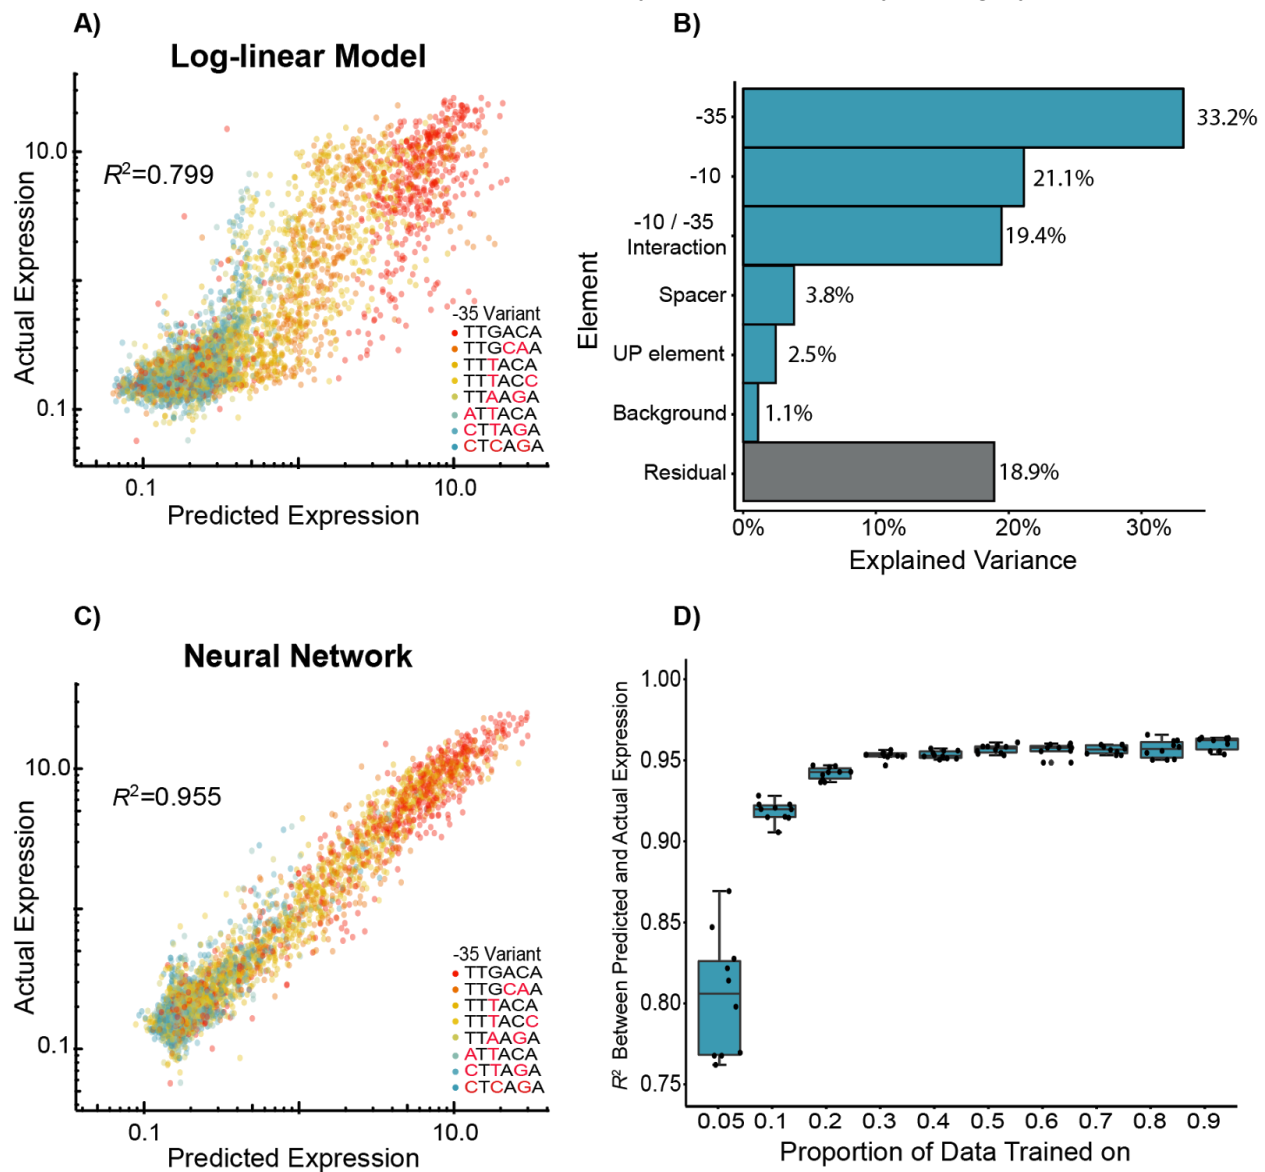 A)
Log-linear Model
R²=0.799
10.0
0.1
Actual Expression
-35 Variant
TTGACA
TTGCAA
TTTACA
TTTACC
TTAAGA
ATTACA
CTTAGA
CTCAGA
0.1
10.0
Predicted Expression
B)
Element
-35
33.2%
-10
21.1%
-10 / -35
Interaction
19.4%
Spacer
3.8%
UP element
2.5%
Background
1.1%
Residual
18.9%
0%
10%
20%
30%
Explained Variance
C)
Neural Network
R²=0.955
10.0
0.1
Actual Expression
-35 Variant
TTGACA
TTGCAA
TTTACA
TTTACC
TTAAGA
ATTACA
CTTAGA
CTCAGA
0.1
10.0
Predicted Expression
D)
R² Between Predicted and Actual Expression
1.00
0.95
0.90
0.85
0.80
0.75
0.05 0.1 0.2 0.3 0.4 0.5 0.6 0.7 0.8 0.9
Proportion of Data Trained on